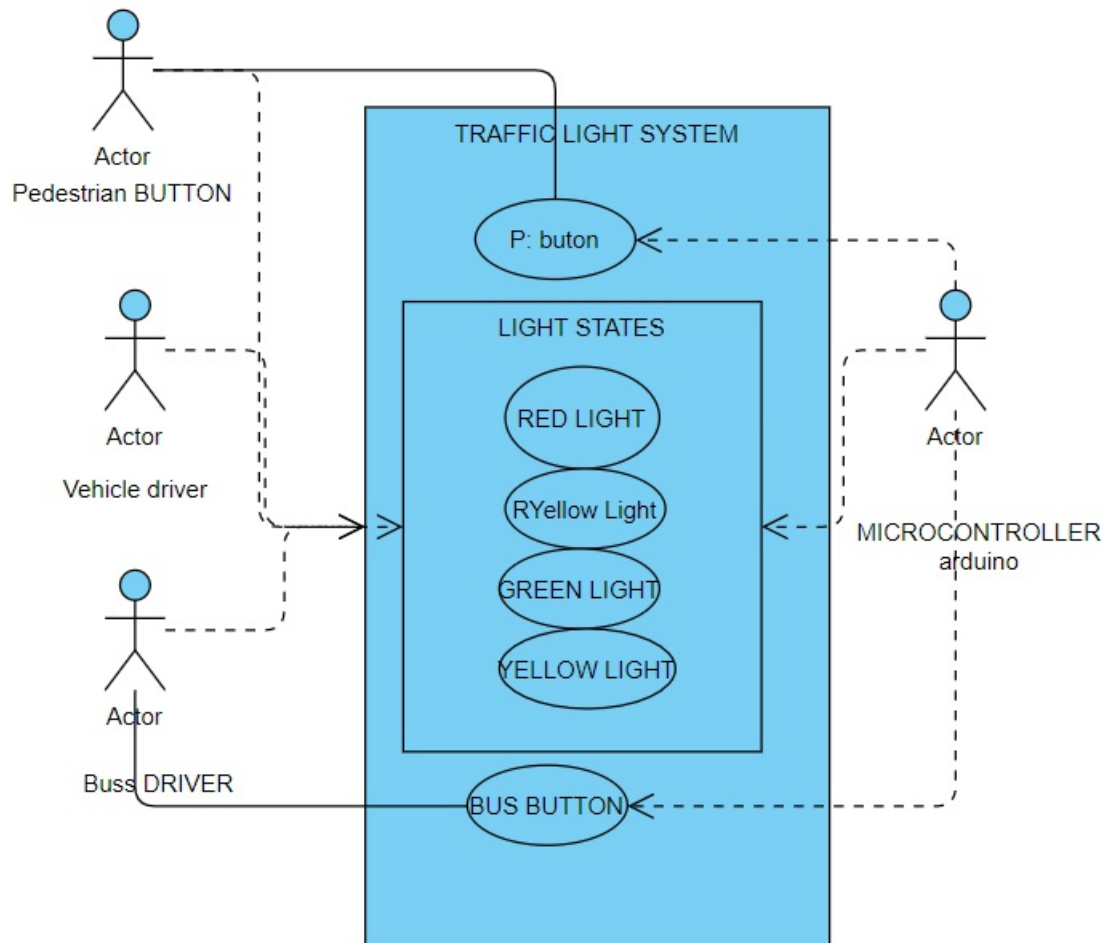 Actor
Pedestrian BUTTON
TRAFFIC LIGHT SYSTEM
P: buton
LIGHT STATES
RED LIGHT
RYellow Light
GREEN LIGHT
YELLOW LIGHT
BUS BUTTON
Actor
Vehicle driver
Actor
Buss DRIVER
Actor
MICROCONTROLLER
arduino